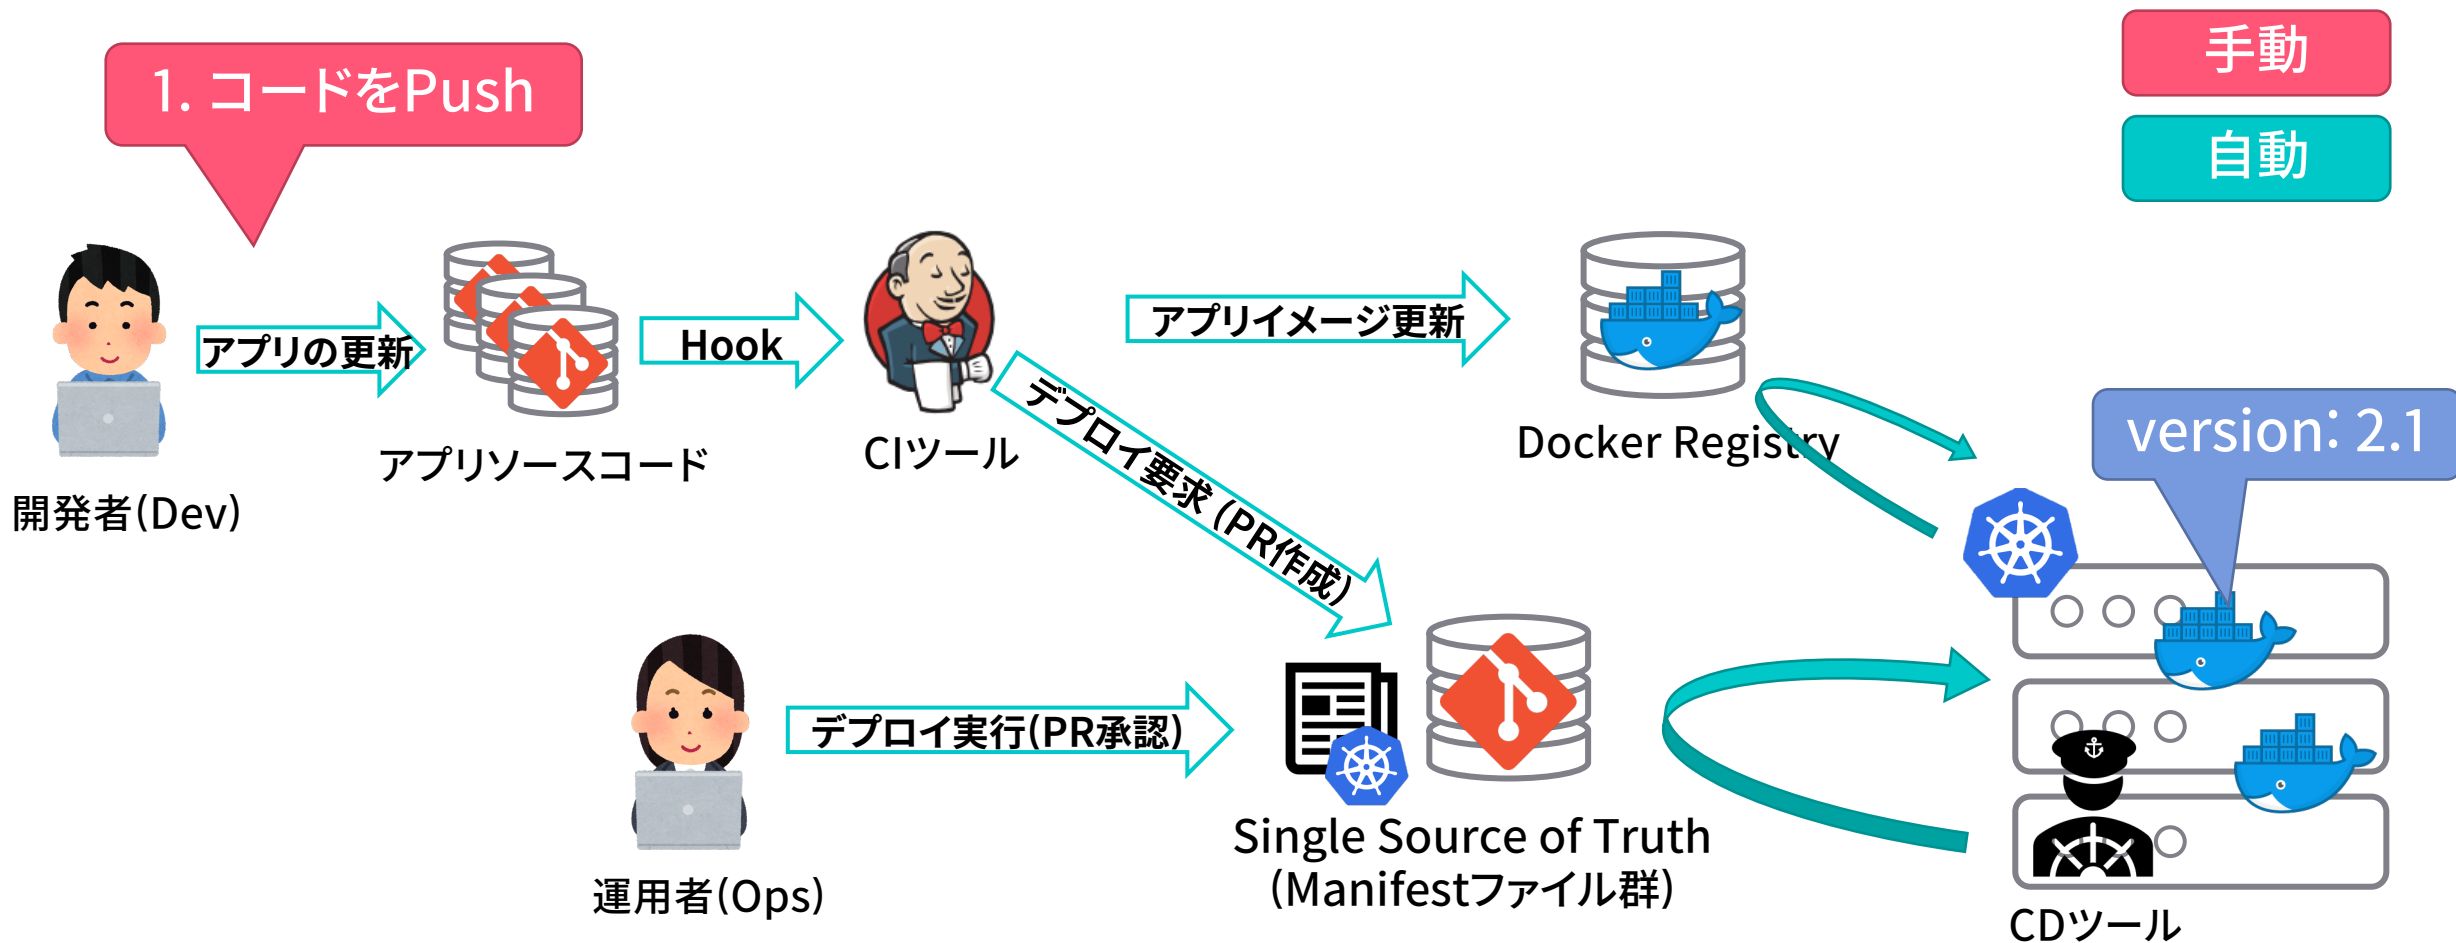 1. コードをPush
手動
自動
アプリの更新
Hook
アプリイメージ更新
デプロイ要求 (PR作成)
version: 2.1
アプリソースコード
CIツール
Docker Registry
開発者(Dev)
デプロイ実行(PR承認)
Single Source of Truth
(Manifestファイル群)
運用者(Ops)
CDツール